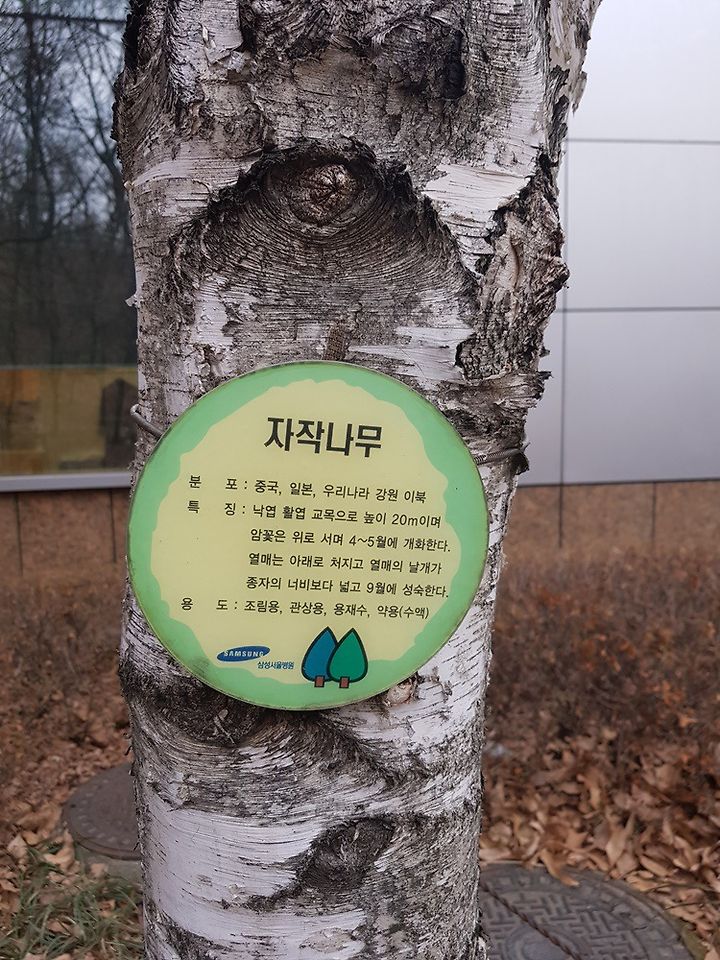 자작나무
분 포 : 중국, 일본, 우리나라 강원 이북
특 징 : 낙엽 활엽 교목으로 높이 20m이며
암꽃은 위로 서며 4~5월에 개화한다.
열매는 아래로 처지고 열매의 날개가
종자의 너비보다 넓고 9월에 성숙한다.
용 도 : 조림용, 관상용, 용재수, 약용(수액)
SAMSUNG
삼성서울병원